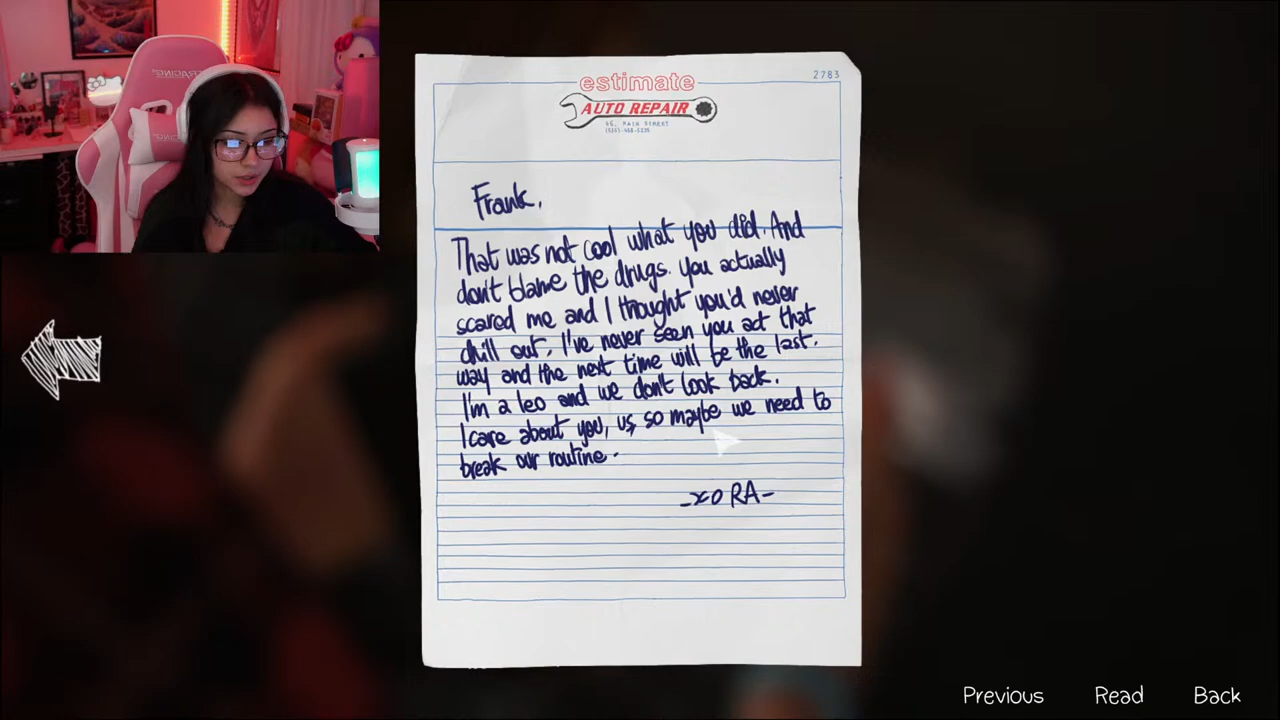 2783
estimate
AUTO REPAIR
Frank,
That was not cool what you did. And
don't blame the drugs. You actually
scared me and I thought you'd never
chill out. I've never seen you act that
way and the next time will be the last.
I'm a leo and we don't look back.
I care about you, us, so maybe we need to
break our routine.
-xo RA-
Previous Read Back